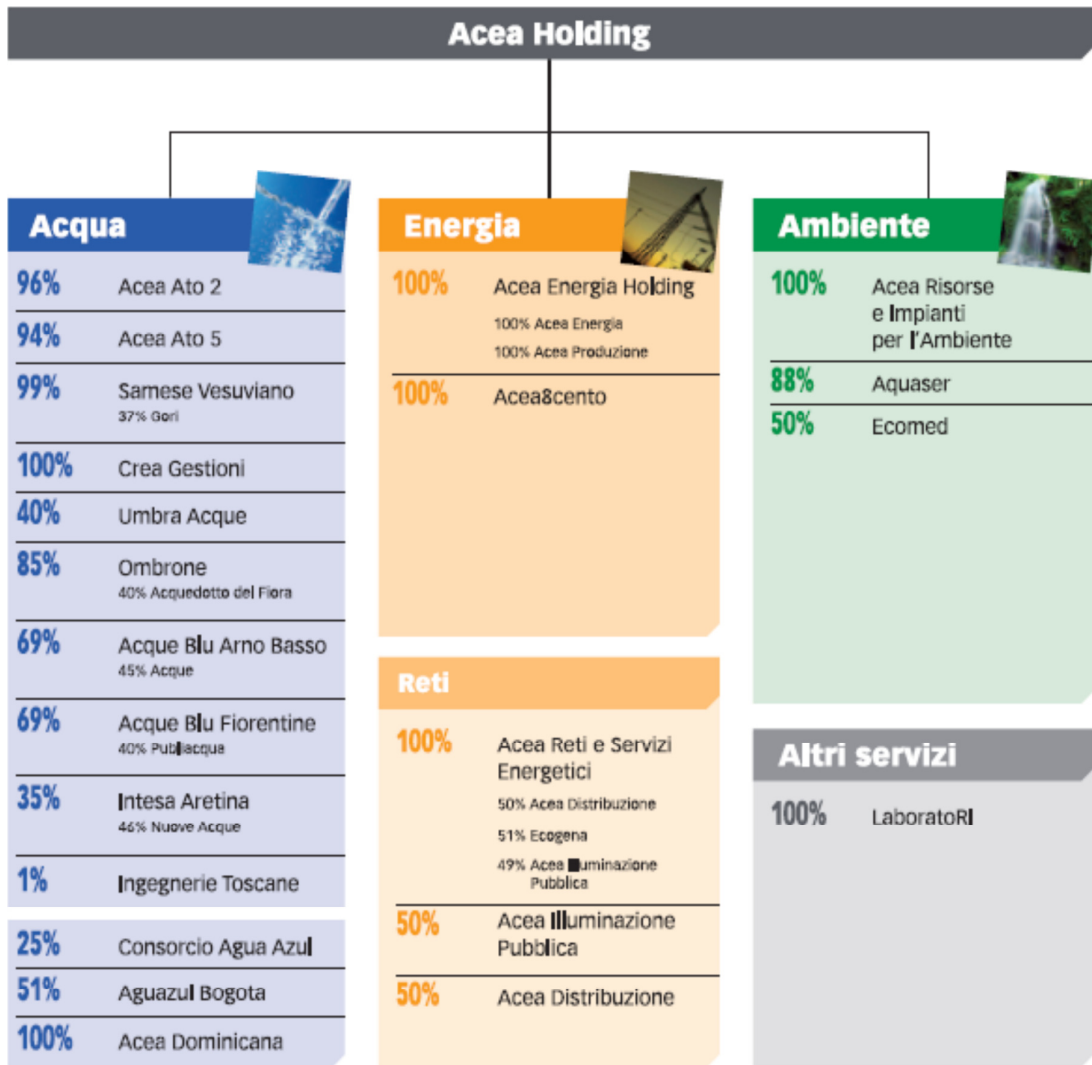 Acea Holding
Acqua
96% Acea Ato 2
94% Acea Ato 5
99% Sarnese Vesuviano
37% Gori
100% Crea Gestioni
40% Umbra Acque
85% Ombrone
40% Acquedotto del Fiora
69% Acque Blu Arno Basso
45% Acque
69% Acque Blu Fiorentine
40% Publiacqua
35% Intesa Aretina
46% Nuove Acque
1% Ingegnerie Toscane
25% Consorcio Agua Azul
51% Aguazul Bogota
100% Acea Dominicana
Energia
100% Acea Energia Holding
100% Acea Energia
100% Acea Produzione
100% Acea8cento
Reti
100% Acea Reti e Servizi
Energetici
50% Acea Distribuzione
51% Ecogena
49% Acea Illuminazione
Pubblica
50% Acea Illuminazione
Pubblica
50% Acea Distribuzione
Ambiente
100% Acea Risorse
e Impianti
per l'Ambiente
88% Aquaser
50% Ecomed
Altri servizi
100% LaboratoRI